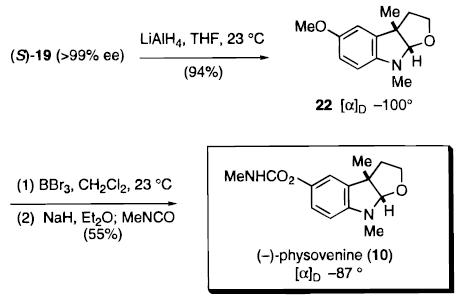 (S)-19 (>99% ee)
LiAlH4, THF, 23 °C
(94%)
MeO
Me
O
H
N
Me
22 [α]D –100°
(1) BBr3, CH2Cl2, 23 °C
(2) NaH, Et2O; MeNCO
(55%)
MeNHCO2
Me
O
H
N
Me
(–)-physovenine (10)
[α]D –87 °